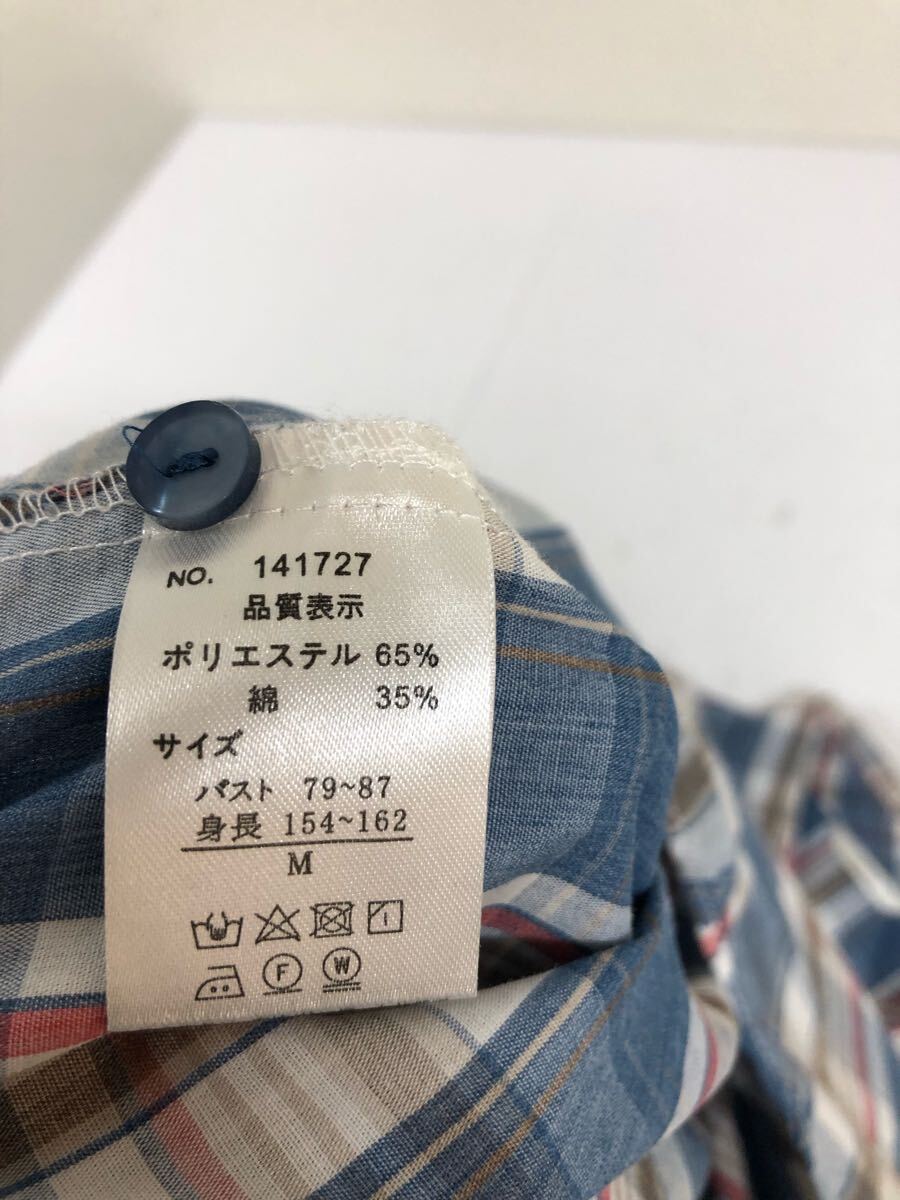 NO. 141727
品質表示
ポリエステル 65%
綿 35%
サイズ
バスト 79~87
身長 154~162
M
F W